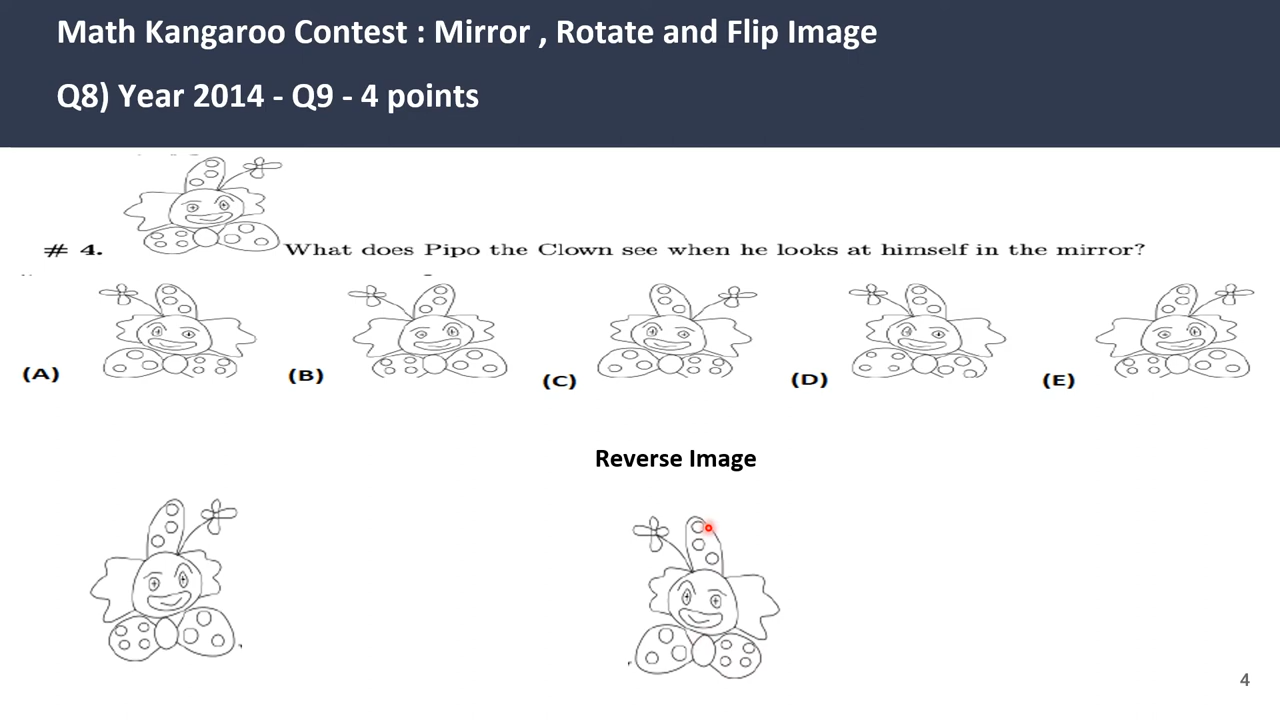 Math Kangaroo Contest : Mirror , Rotate and Flip Image
Q8) Year 2014 - Q9 - 4 points
# 4. What does Pipo the Clown see when he looks at himself in the mirror?
(A) (B) (C) (D) (E)
Reverse Image
4